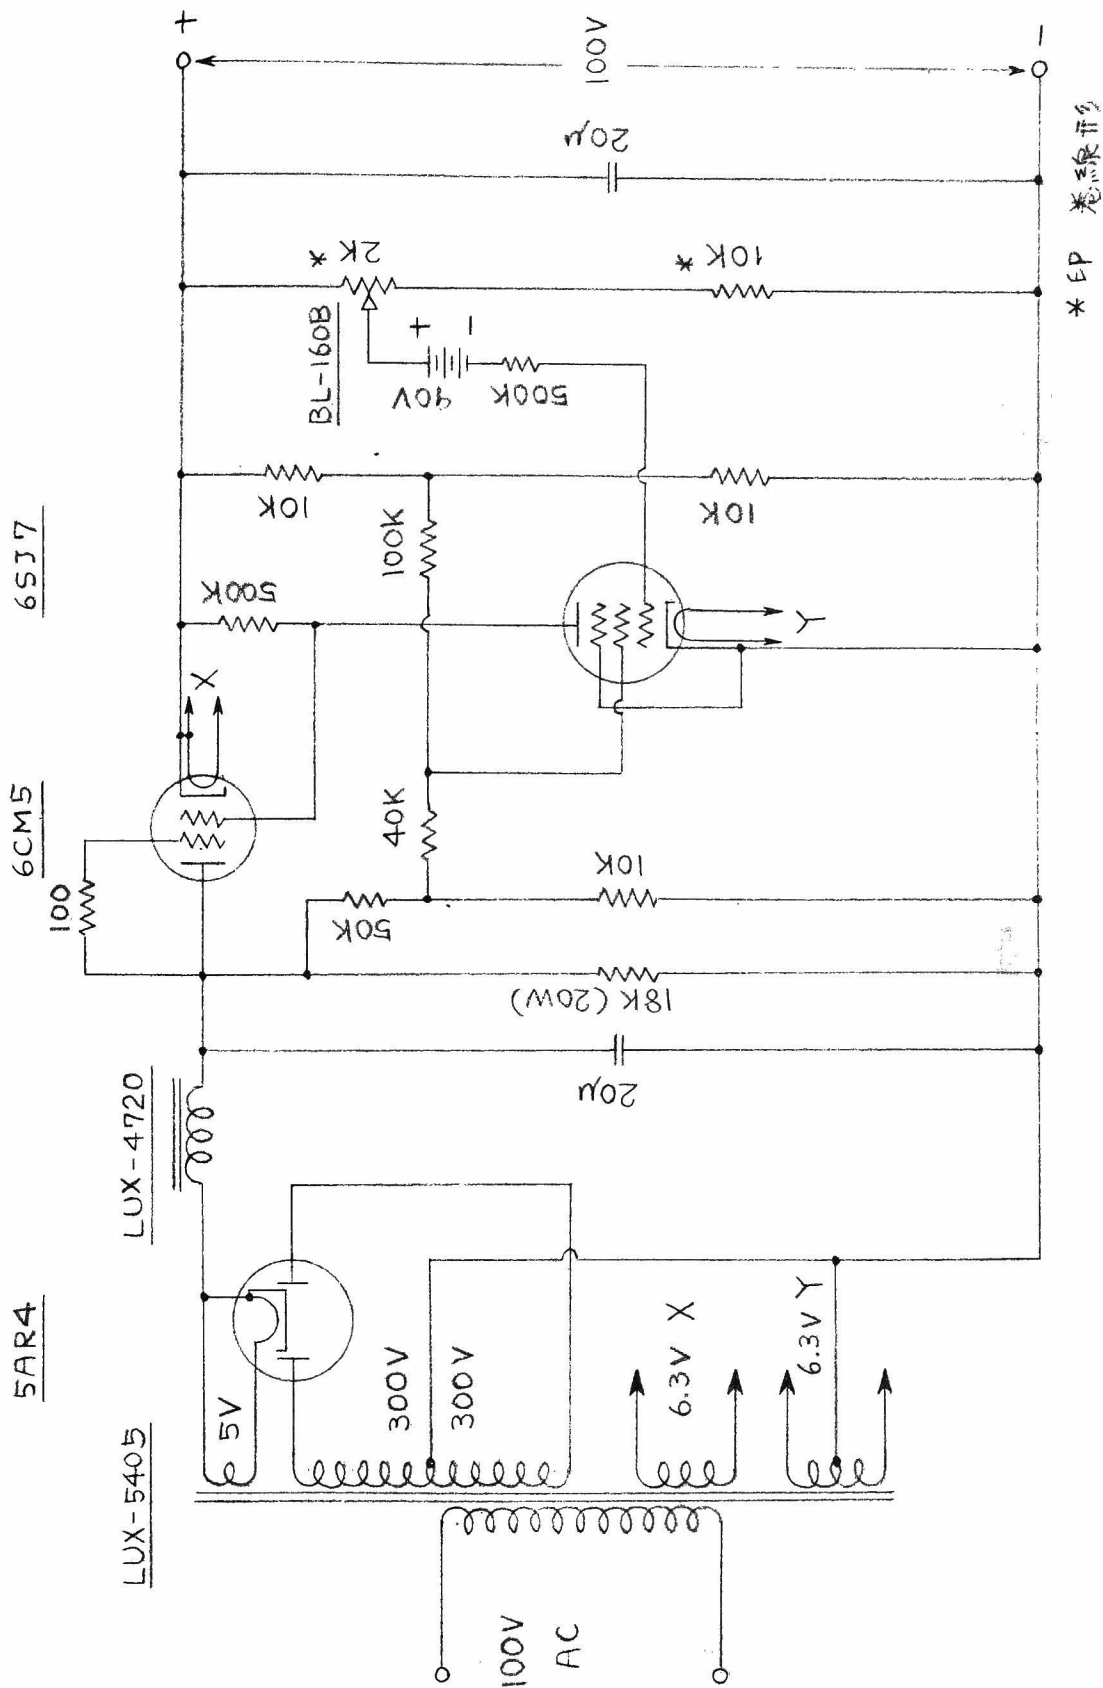 LUX-5405
5AR4
LUX-4720
6CM5
6SJ7
100V
AC
5V
300V
300V
6.3V X
6.3V Y
20μ
18K (20W)
100
50K
10K
40K
100K
X
500K
Y
10K
10K
BL-160B
90V
+
−
500K
* 2K
* 10K
20μ
+
100V
−
* 印 巻線形